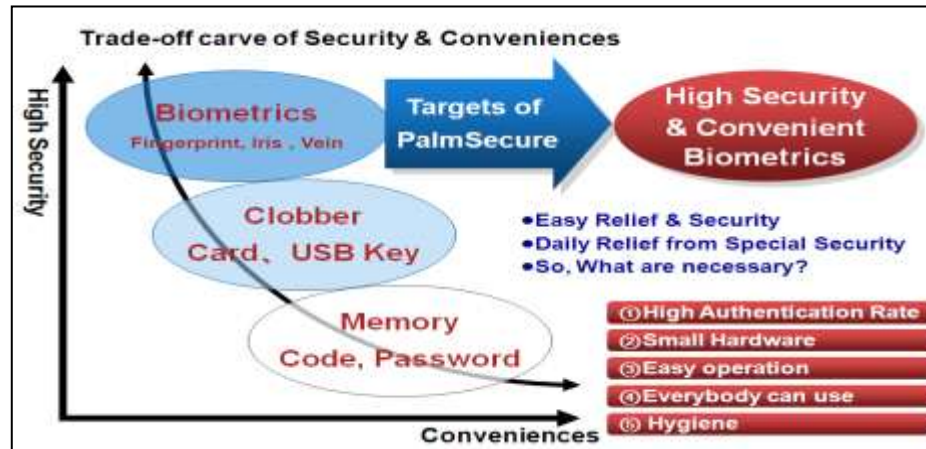 Trade-off carve of Security & Conveniences
High Security
Biometrics
Fingerprint, Iris , Vein
Targets of
PalmSecure
High Security
& Convenient
Biometrics
Clobber
Card、USB Key
•Easy Relief & Security
•Daily Relief from Special Security
•So, What are necessary?
Memory
Code, Password
①High Authentication Rate
②Small Hardware
③Easy operation
④Everybody can use
⑤ Hygiene
Conveniences